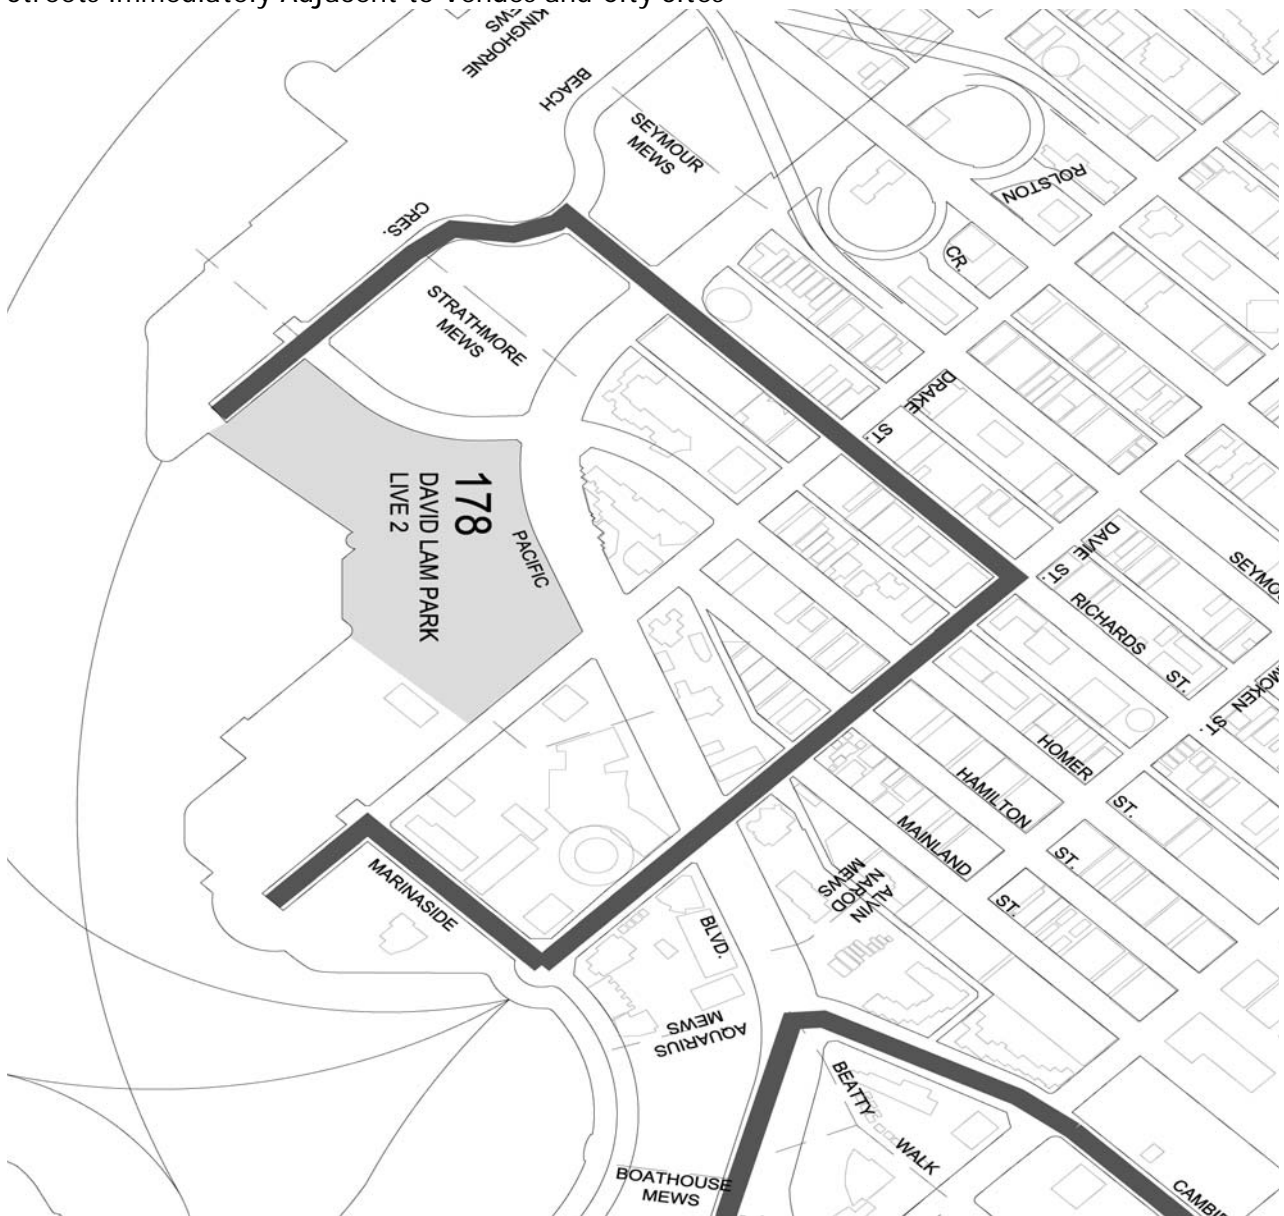 Streets Immediately Adjacent to Venues and City Sites
KINGHORNE
MEWS
BEACH
SEYMOUR
MEWS
ROLSTON
CRES.
CR.
STRATHMORE
MEWS
DRAKE
ST.
178
DAVID LAM PARK
LIVE 2
PACIFIC
DAVIE
ST.
RICHARDS
ST.
ST.
HOMER
ST.
HAMILTON
ST.
MAINLAND
ST.
MARINASIDE
ALVIN
NAROD
MEWS
BLVD.
AQUARIUS
MEWS
BEATTY
WALK
BOATHOUSE
MEWS